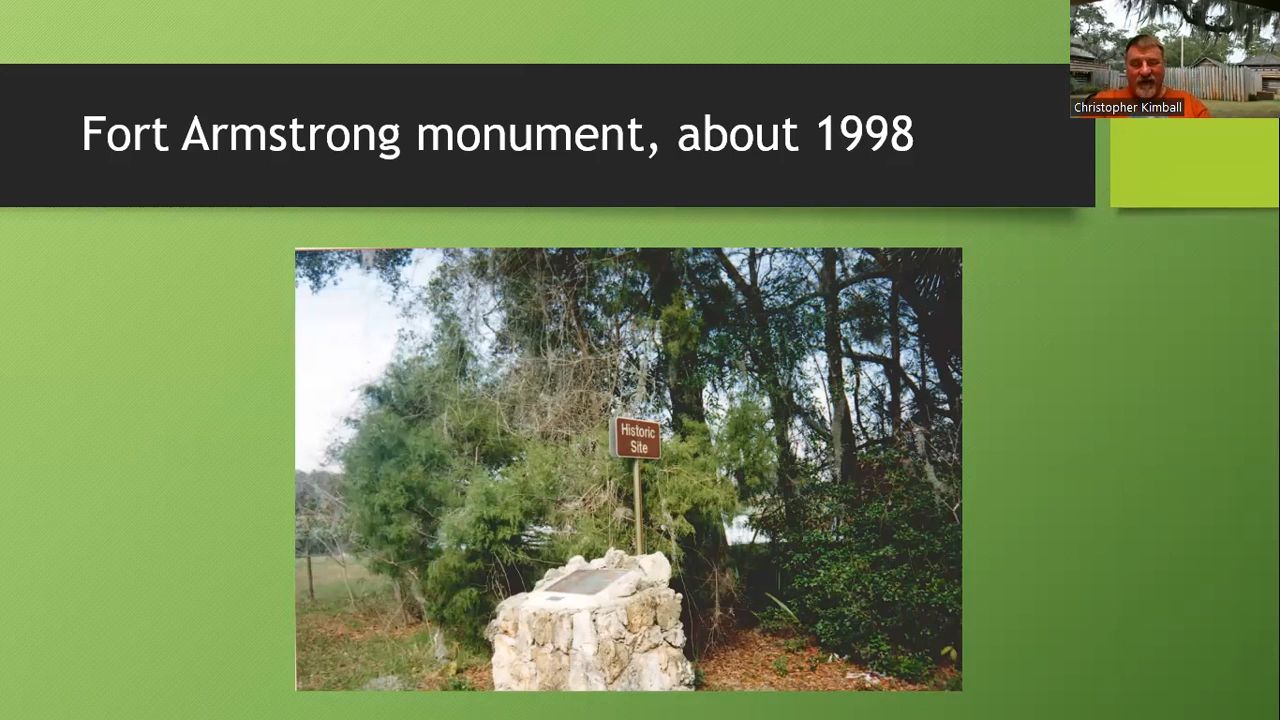 Fort Armstrong monument, about 1998
Christopher Kimball
Historic
Site